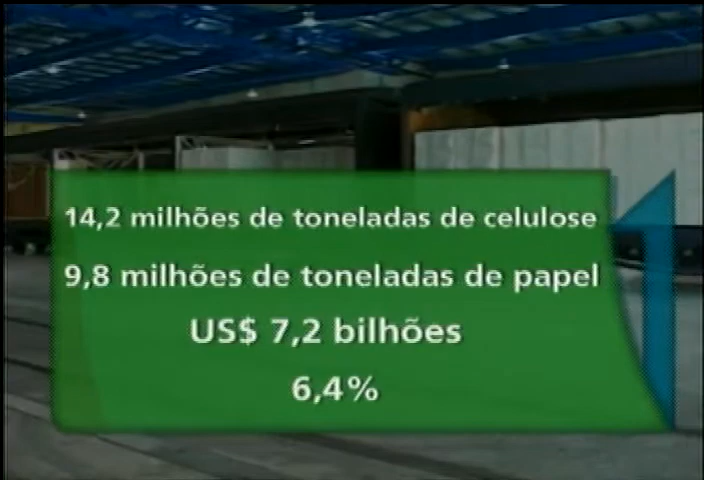 14,2 milhões de toneladas de celulose
9,8 milhões de toneladas de papel
US$ 7,2 bilhões
6,4%